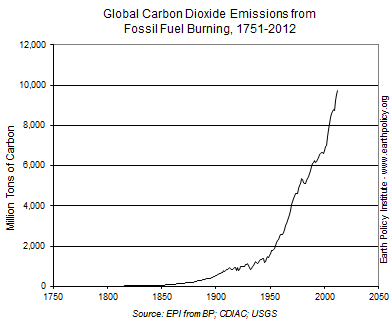 Global Carbon Dioxide Emissions from
Fossil Fuel Burning, 1751-2012
12,000
10,000
8,000
6,000
4,000
2,000
0
Million Tons of Carbon
1750
1800
1850
1900
1950
2000
2050
Earth Policy Institute - www.earthpolicy.org
Source: EPI from BP; CDIAC; USGS